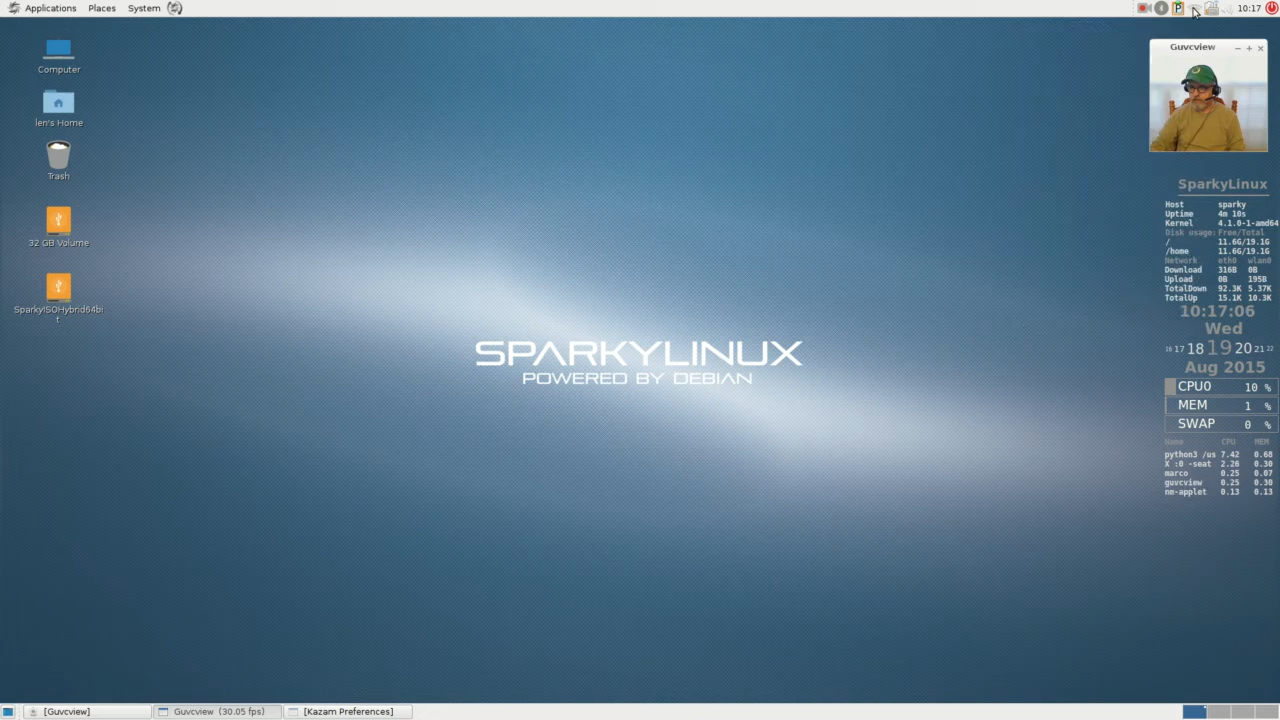 Applications Places System 10:17
Computer
len's Home
Trash
32 GB Volume
SparkyISOHybrid64bi
t
Guvcview
SPARKYLINUX
POWERED BY DEBIAN
SparkyLinux
Host sparky
Uptime 4m 10s
Kernel 4.1.0-1-amd64
Disk usage: Free/Total
/ 11.6G/19.1G
/home 11.6G/19.1G
Network eth0 wlan0
Download 316B 0B
Upload 0B 195B
TotalDown 92.3K 5.37K
TotalUp 15.1K 10.3K
10:17:06
Wed
16 17 18 19 20 21 22
Aug 2015
CPU0 10 %
MEM 1 %
SWAP 0 %
Name CPU MEM
python3 /us 7.42 0.68
X :0 -seat 2.26 0.30
marco 0.25 0.07
guvcview 0.25 0.30
nm-applet 0.13 0.13
[Guvcview] Guvcview (30.05 fps) [Kazam Preferences]